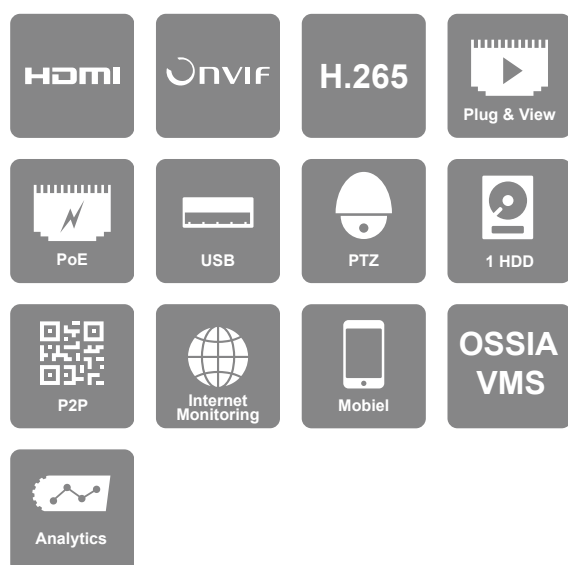 HDMI
ONVIF
H.265
Plug & View
PoE
USB
PTZ
1 HDD
P2P
Internet
Monitoring
Mobiel
OSSIA
VMS
Analytics